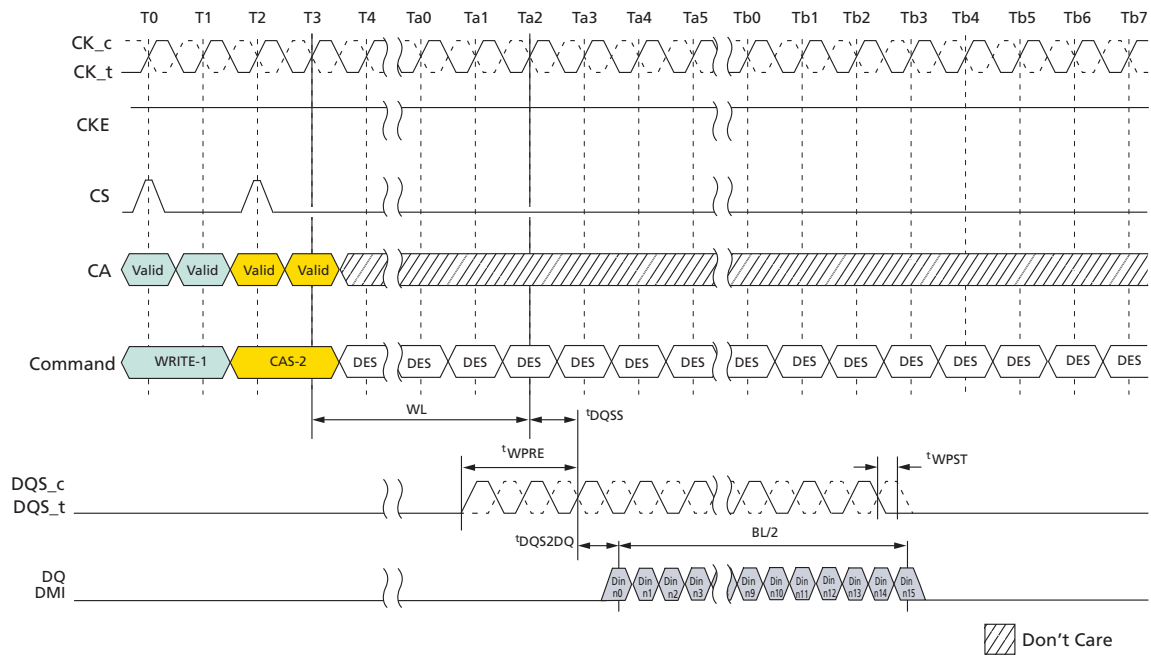 T0 T1 T2 T3 T4 Ta0 Ta1 Ta2 Ta3 Ta4 Ta5 Tb0 Tb1 Tb2 Tb3 Tb4 Tb5 Tb6 Tb7
CK_c
CK_t
CKE
CS
CA Valid Valid Valid Valid
Command WRITE-1 CAS-2 DES DES DES DES DES DES DES DES DES DES DES DES DES DES DES
WL tDQSS
tWPRE tWPST
DQS_c
DQS_t
tDQS2DQ BL/2
DQ
DMI
Din n0 Din n1 Din n2 Din n3 Din n9 Din n10 Din n11 Din n12 Din n13 Din n14 Din n15
Don't Care